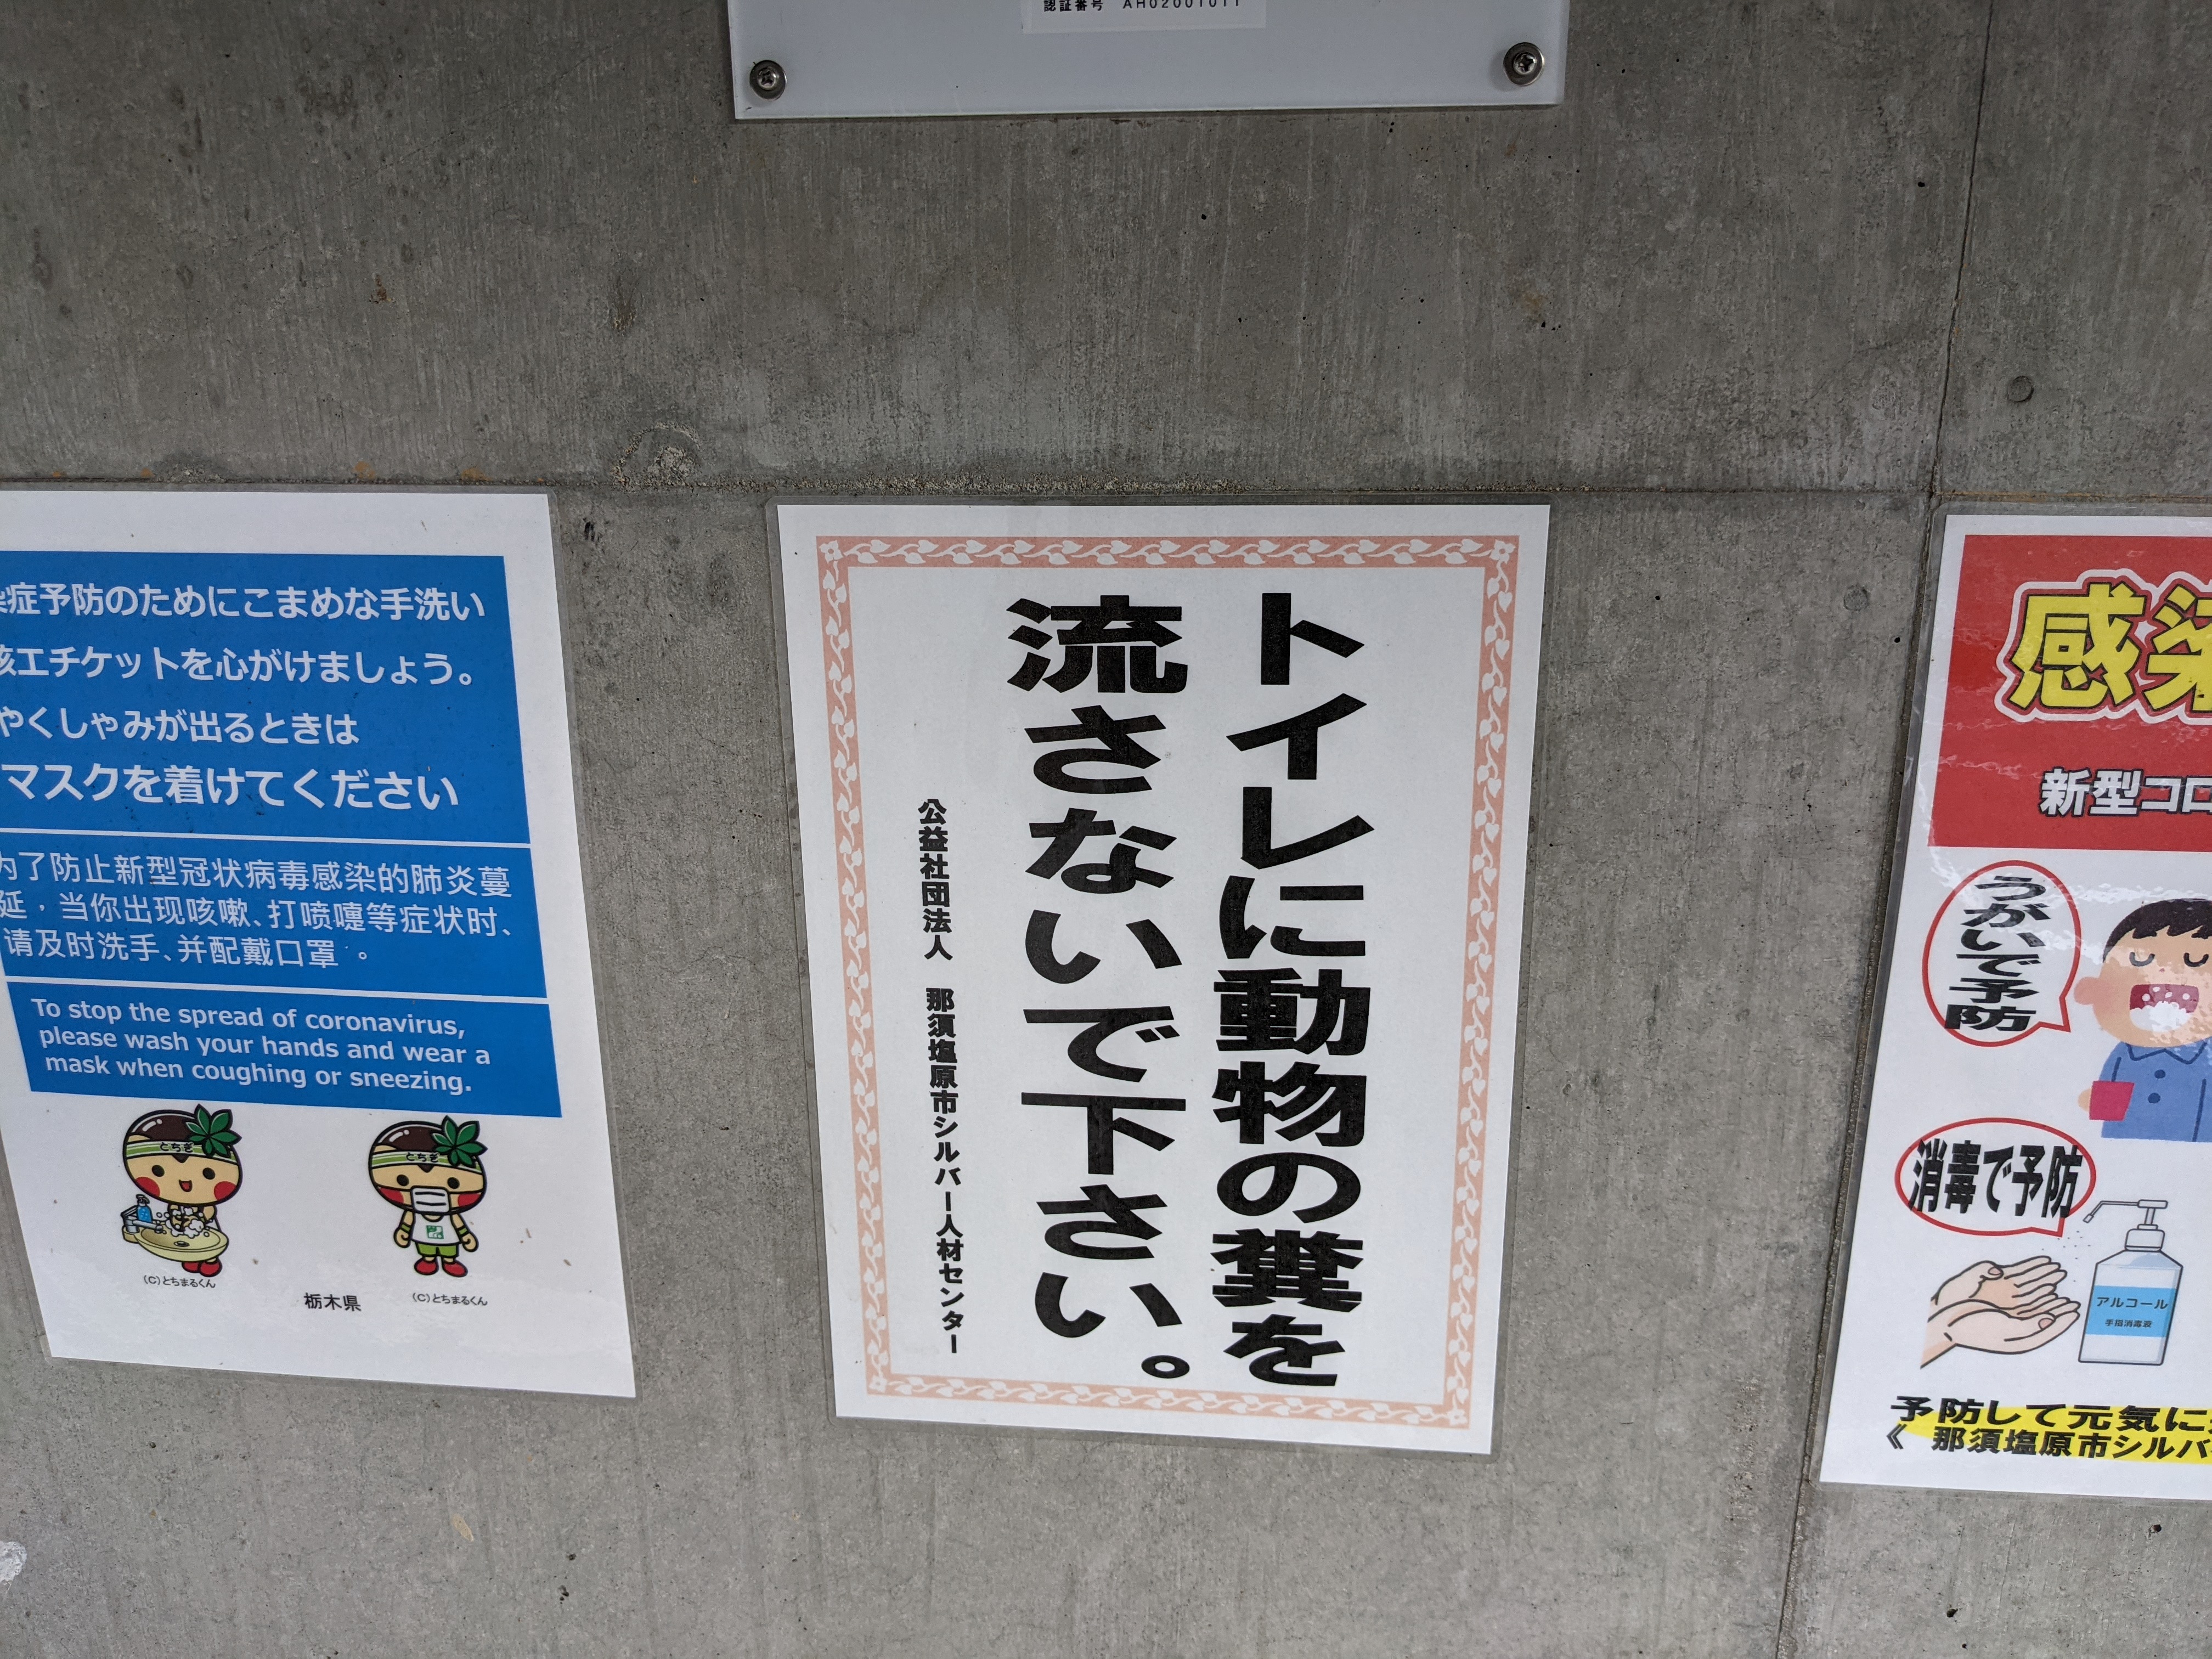 認証番号 AH02001011
症予防のためにこまめな手洗い
エチケットを心がけましょう。
やくしゃみが出るときは
マスクを着けてください
为了防止新型冠状病毒感染的肺炎蔓
延，当你出现咳嗽、打喷嚏等症状时、
请及时洗手、并配戴口罩。
To stop the spread of coronavirus,
please wash your hands and wear a
mask when coughing or sneezing.
とちぎ
とちぎ
(C)とちまるくん
栃木県
(C)とちまるくん
トイレに動物の糞を
流さないで下さい。
公益社団法人 那須塩原市シルバー人材センター
感染
新型コロ
うがいで予防
消毒で予防
アルコール
手指消毒液
予防して元気に
《 那須塩原市シルバ